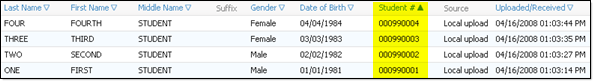 Last Name First Name Middle Name Suffix Gender Date of Birth Student # Source Uploaded/Received
FOUR FOURTH STUDENT Female 04/04/1984 000990004 Local upload 04/16/2008 01:03:44 PM
THREE THIRD STUDENT Female 03/03/1983 000990003 Local upload 04/16/2008 01:03:35 PM
TWO SECOND STUDENT Male 02/02/1982 000990002 Local upload 04/16/2008 01:03:27 PM
ONE FIRST STUDENT Male 01/01/1981 000990001 Local upload 04/16/2008 01:03:14 PM